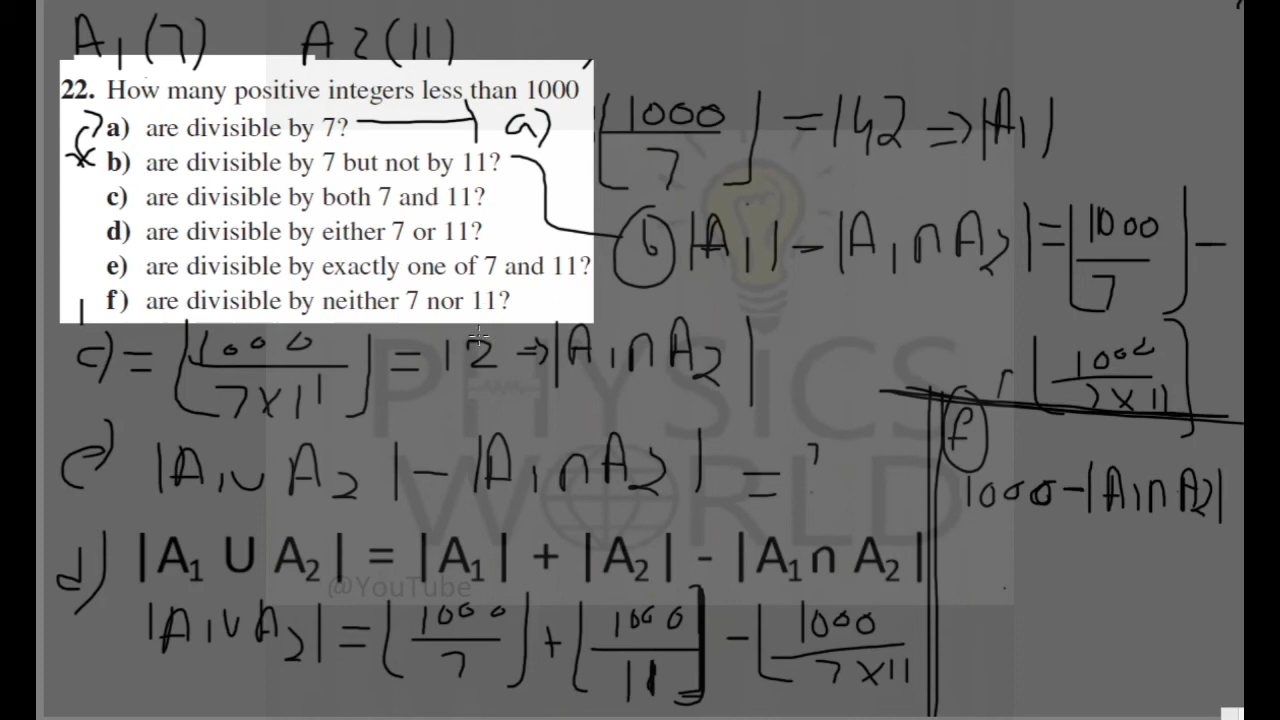 A1(7) A2(11)
22. How many positive integers less than 1000
a) are divisible by 7?
b) are divisible by 7 but not by 11?
c) are divisible by both 7 and 11?
d) are divisible by either 7 or 11?
e) are divisible by exactly one of 7 and 11?
f) are divisible by neither 7 nor 11?
a) ⌊1000/7⌋ = 142 => |A1|
b |A1| - |A1 ∩ A2| = ⌊1000/7⌋ -
⌊1000/7×11⌋
c) = ⌊1000/7×11⌋ = 12 => |A1 ∩ A2|
e) |A1 ∪ A2| - |A1 ∩ A2| = ?
f
1000 - |A1 ∩ A2|
d) |A1 U A2| = |A1| + |A2| - |A1 ∩ A2|
|A1 ∪ A2| = ⌊1000/7⌋ + ⌊1000/11⌋ - ⌊1000/7×11
PHYSICS
WORLD
@YouTube